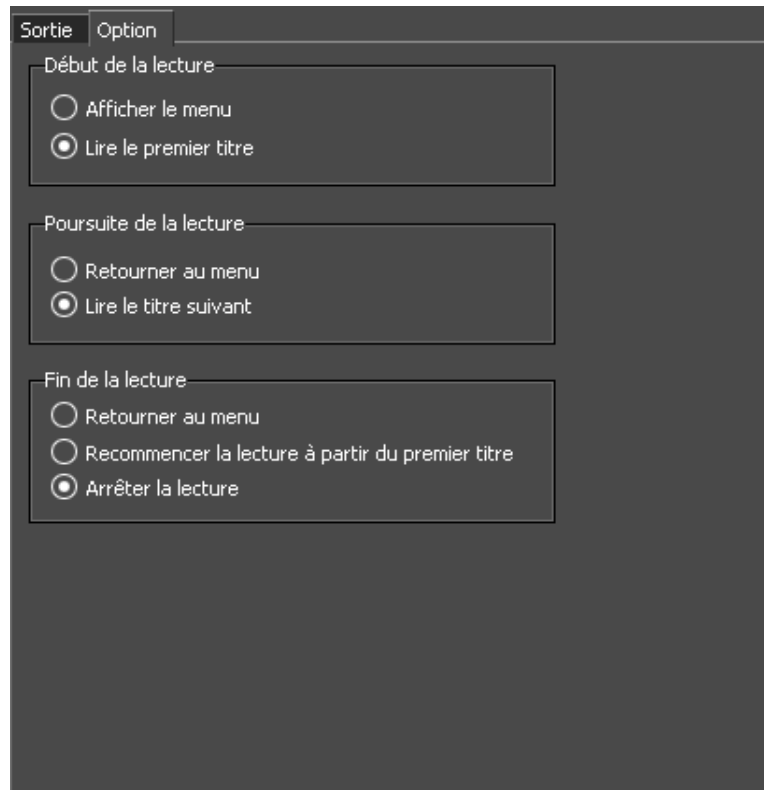 Sortie Option
Début de la lecture
Afficher le menu
Lire le premier titre
Poursuite de la lecture
Retourner au menu
Lire le titre suivant
Fin de la lecture
Retourner au menu
Recommencer la lecture à partir du premier titre
Arrêter la lecture